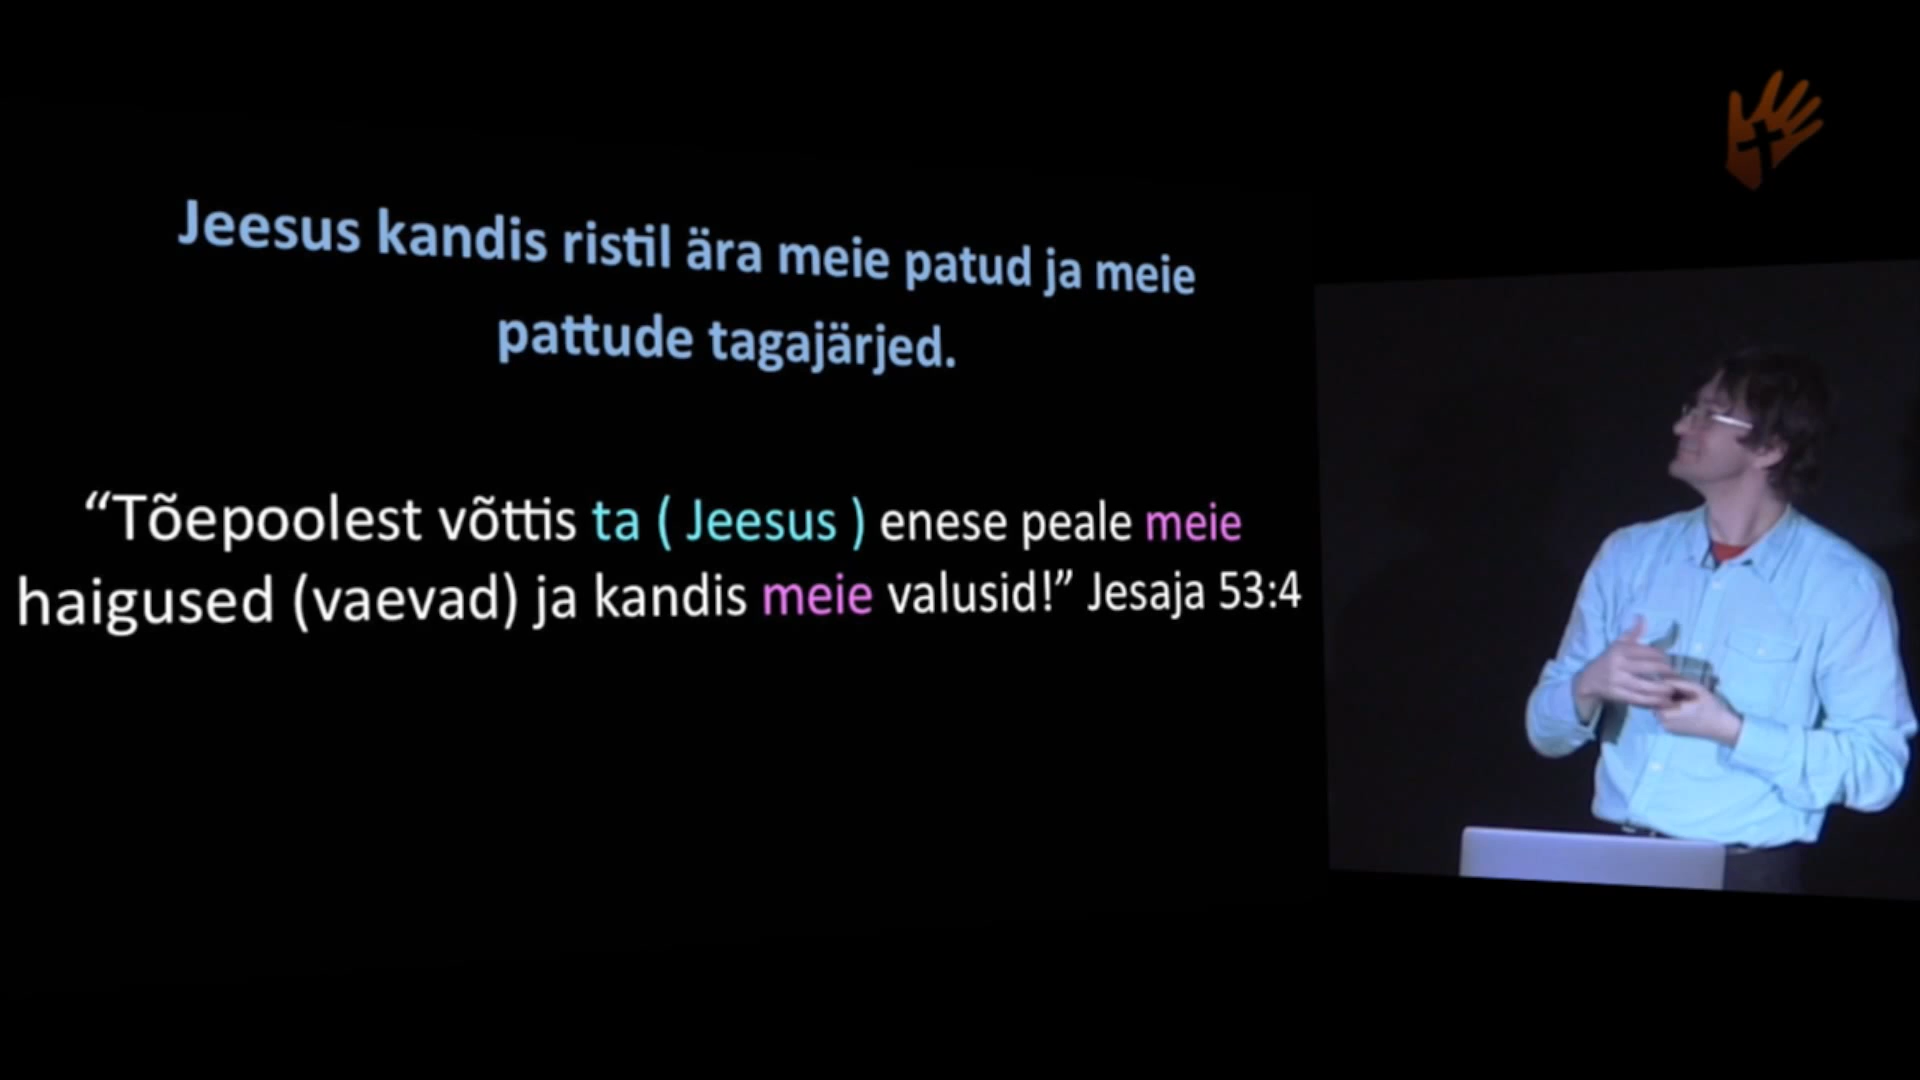 Jeesus kandis ristil ära meie patud ja meie
pattude tagajärjed.
“Tõepoolest võttis ta ( Jeesus ) enese peale meie
haigused (vaevad) ja kandis meie valusid!” Jesaja 53:4